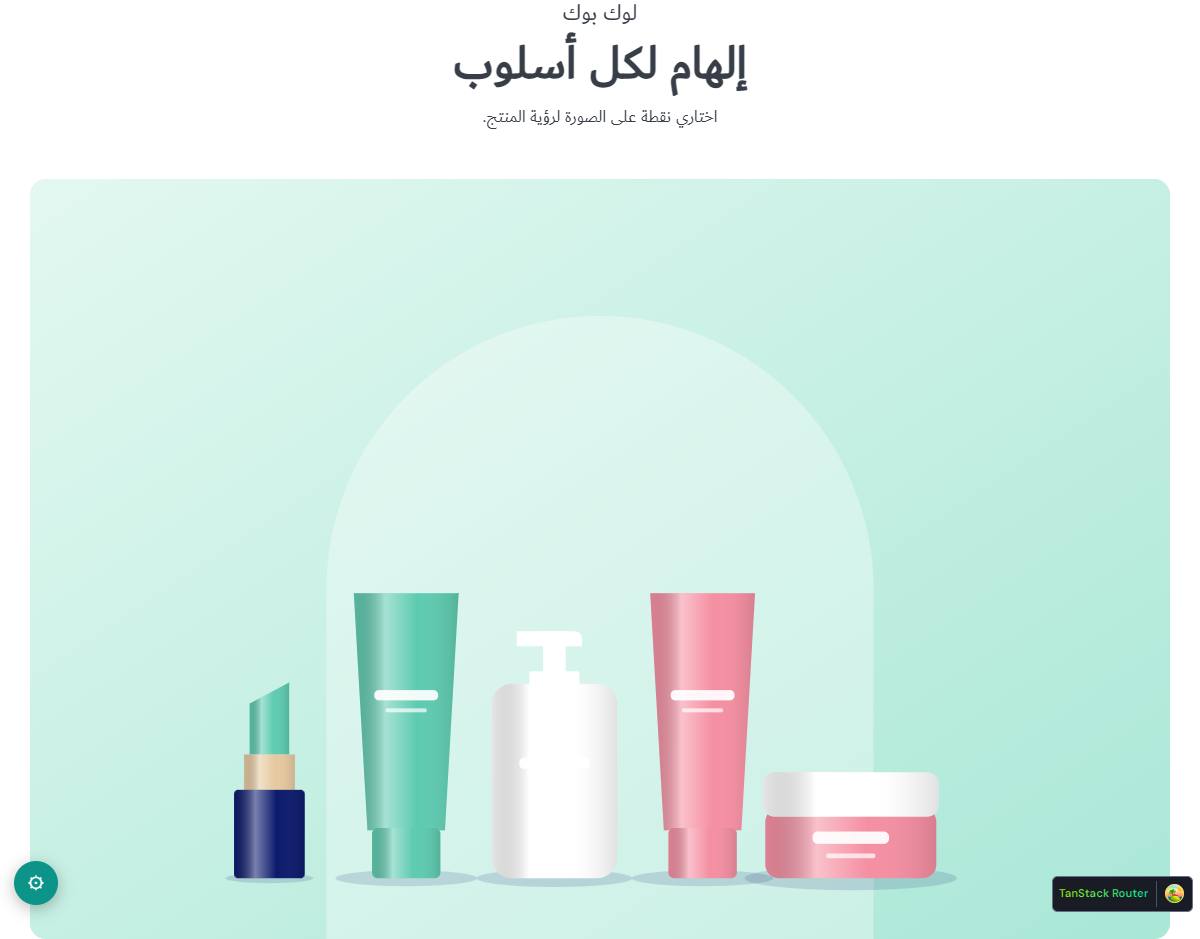 لوك بوك
إلهام لكل أسلوب
اختاري نقطة على الصورة لرؤية المنتج.
TanStack Router